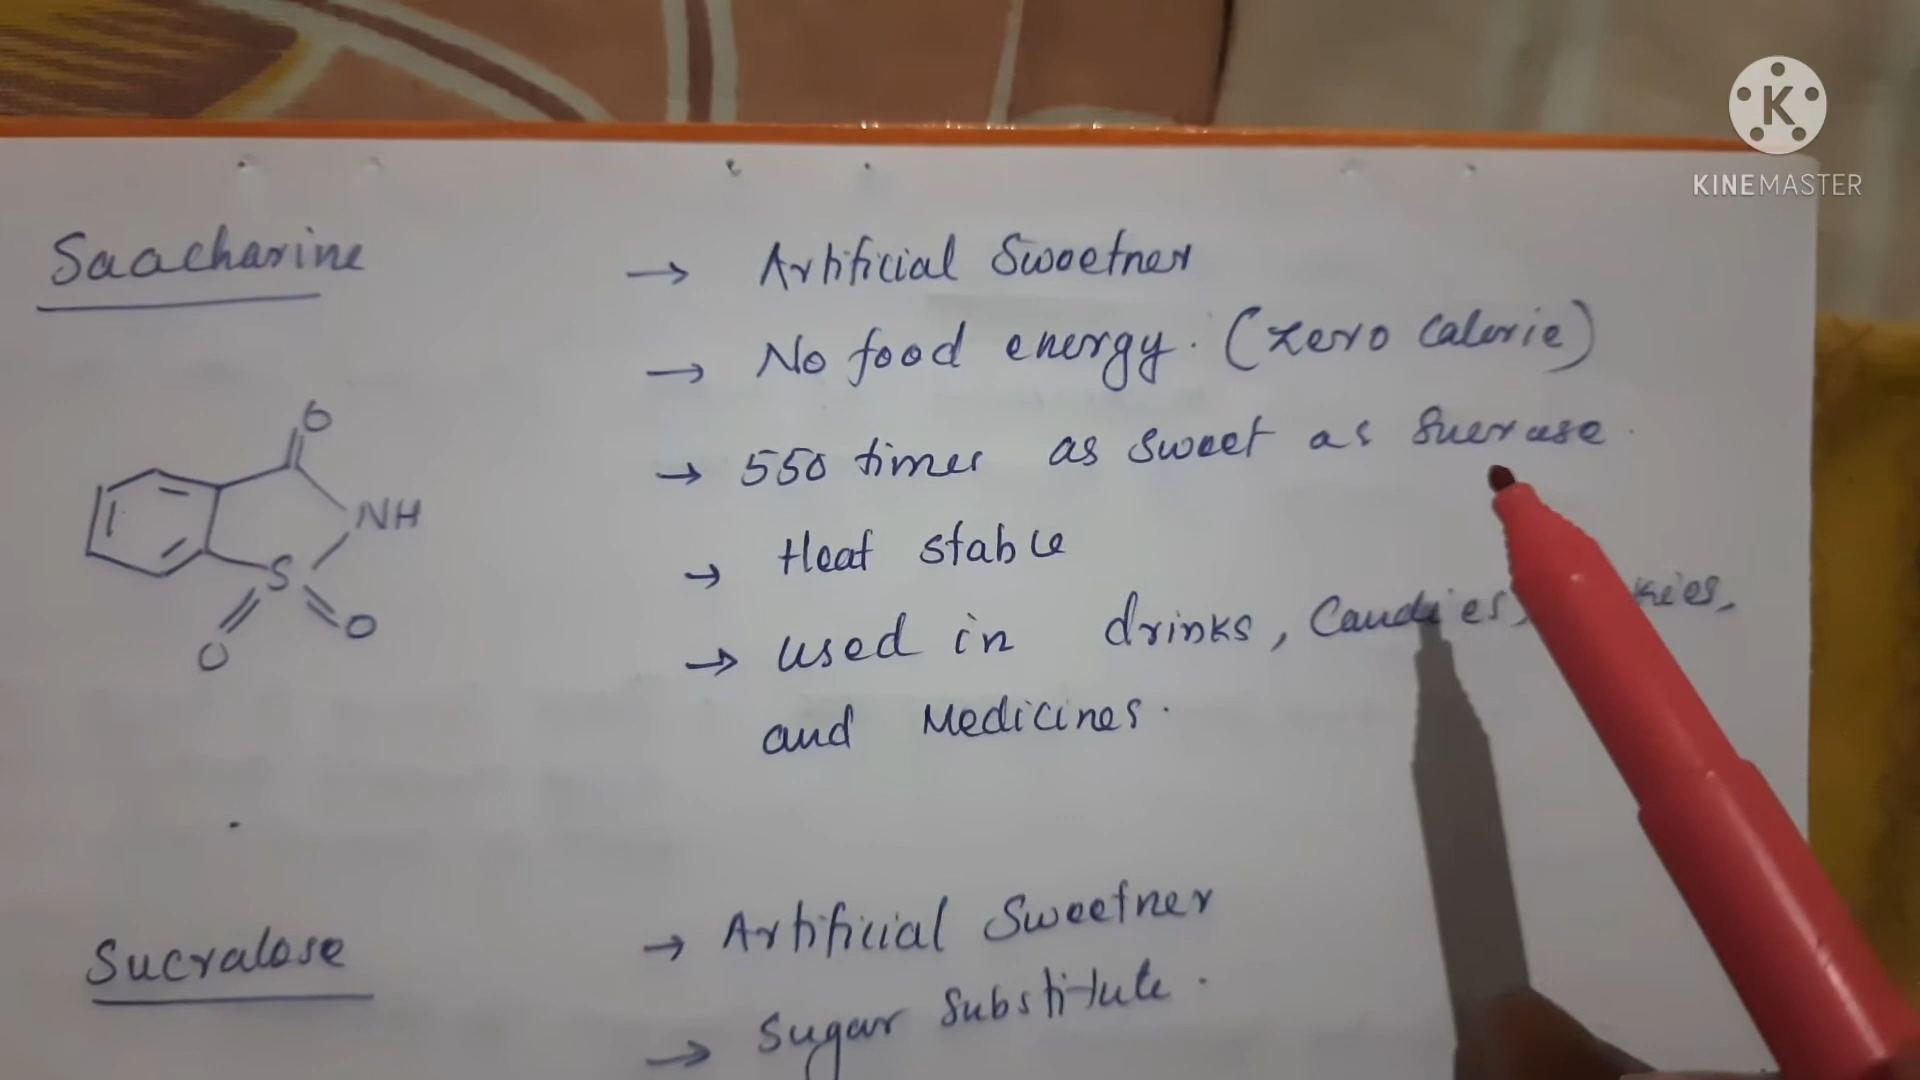 KINEMASTER
Saacharine
→ Artificial Sweetner
→ No food energy. (Zero Calorie)
→ 550 times as sweet as Sucrose.
→ Heat stable
→ used in drinks, Candies,
and Medicines.
O
NH
S
O
O
Sucralose
→ Artificial Sweetner
→ Sugar Substitute.